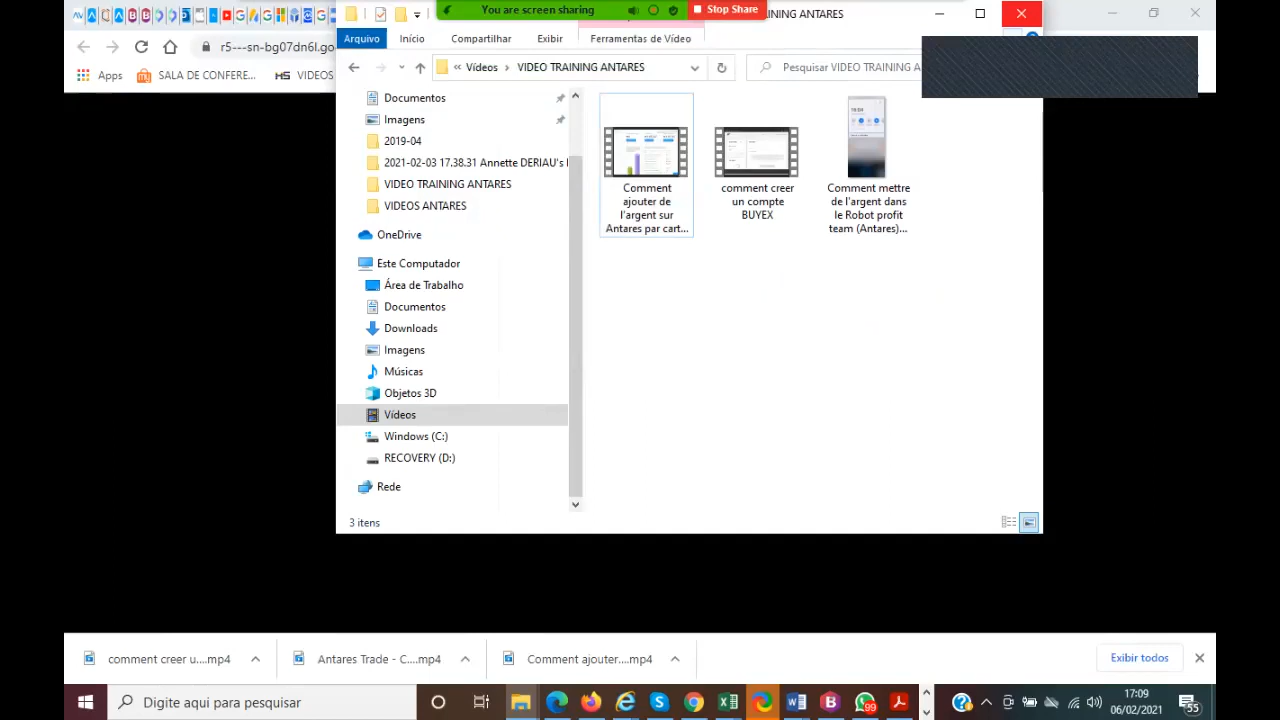 You are screen sharing
Stop Share
INING ANTARES
Arquivo
Início
Compartilhar
Exibir
Ferramentas de Vídeo
r5---sn-bg07dn6l.go
« Vídeos > VIDEO TRAINING ANTARES
Pesquisar VIDEO TRAINING A
Apps
SALA DE CONFERE...
VIDEOS
Documentos
Imagens
2019-04
2021-02-03 17.38.31 Annette DERIAU's
VIDEO TRAINING ANTARES
VIDEOS ANTARES
OneDrive
Este Computador
Área de Trabalho
Documentos
Downloads
Imagens
Músicas
Objetos 3D
Vídeos
Windows (C:)
RECOVERY (D:)
Rede
Comment
ajouter de
l'argent sur
Antares par cart...
comment creer
un compte
BUYEX
Comment mettre
de l'argent dans
le Robot profit
team (Antares)...
3 itens
comment creer u....mp4
Antares Trade - C....mp4
Comment ajouter....mp4
Exibir todos
Digite aqui para pesquisar
99
17:09
06/02/2021
55